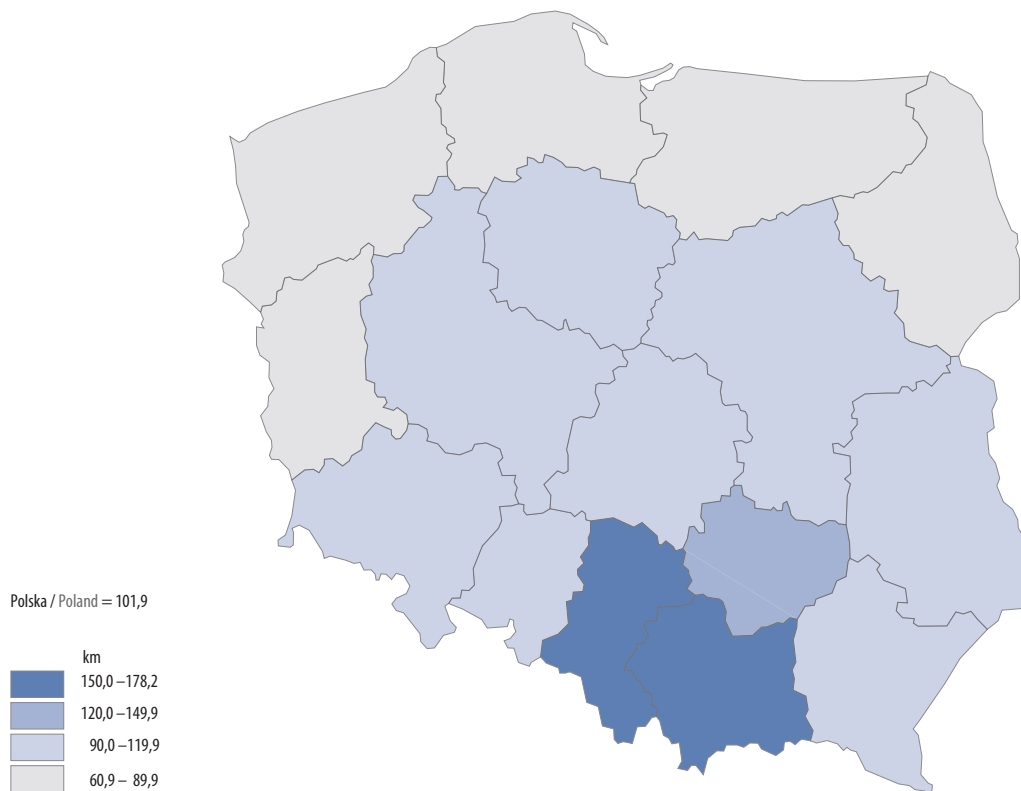 Polska / Poland = 101,9
km
150,0 –178,2
120,0 –149,9
90,0 –119,9
60,9 – 89,9